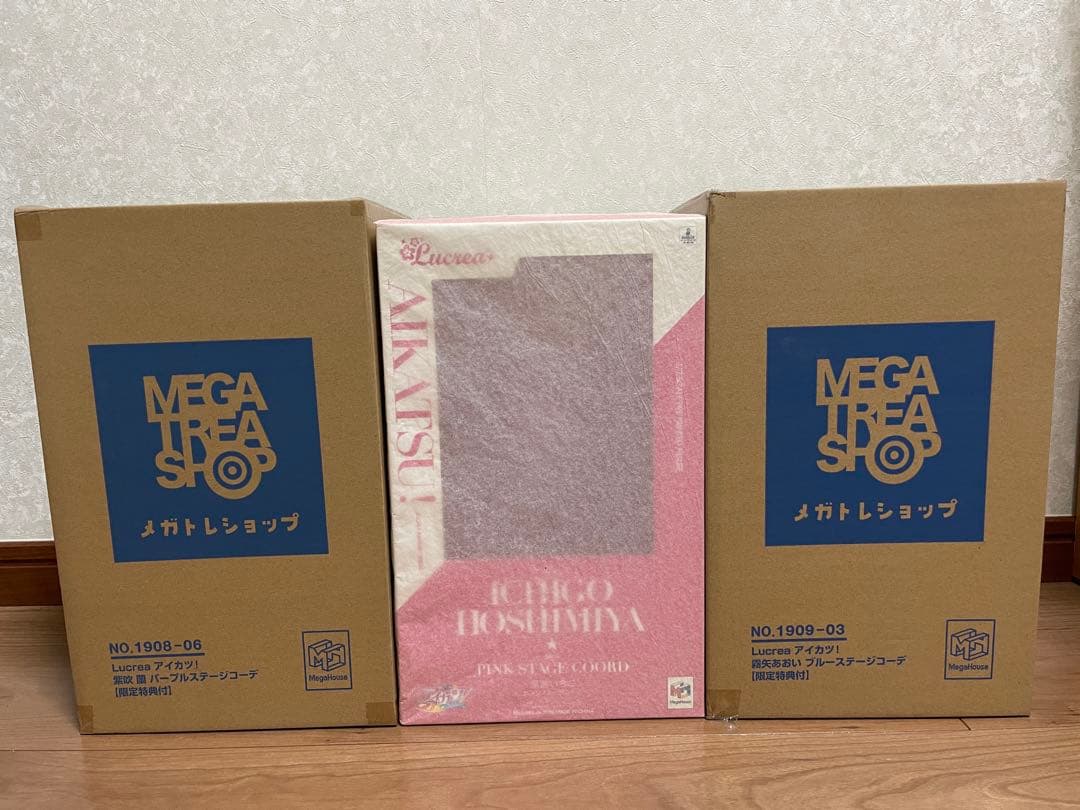 MEGA
TREA
SHOP
メガトレショップ
NO.1908-06
Lucrea アイカツ!
紫吹 蘭 パープルステージコーデ
【限定特典付】
MegaHouse
Lucrea
AIKATSU!
ICHIGO
HOSHIMIYA
PINK STAGE COORD
MegaHouse
MEGA
TREA
SHOP
メガトレショップ
NO.1909-03
Lucrea アイカツ!
霧矢あおい ブルーステージコーデ
【限定特典付】
MegaHouse